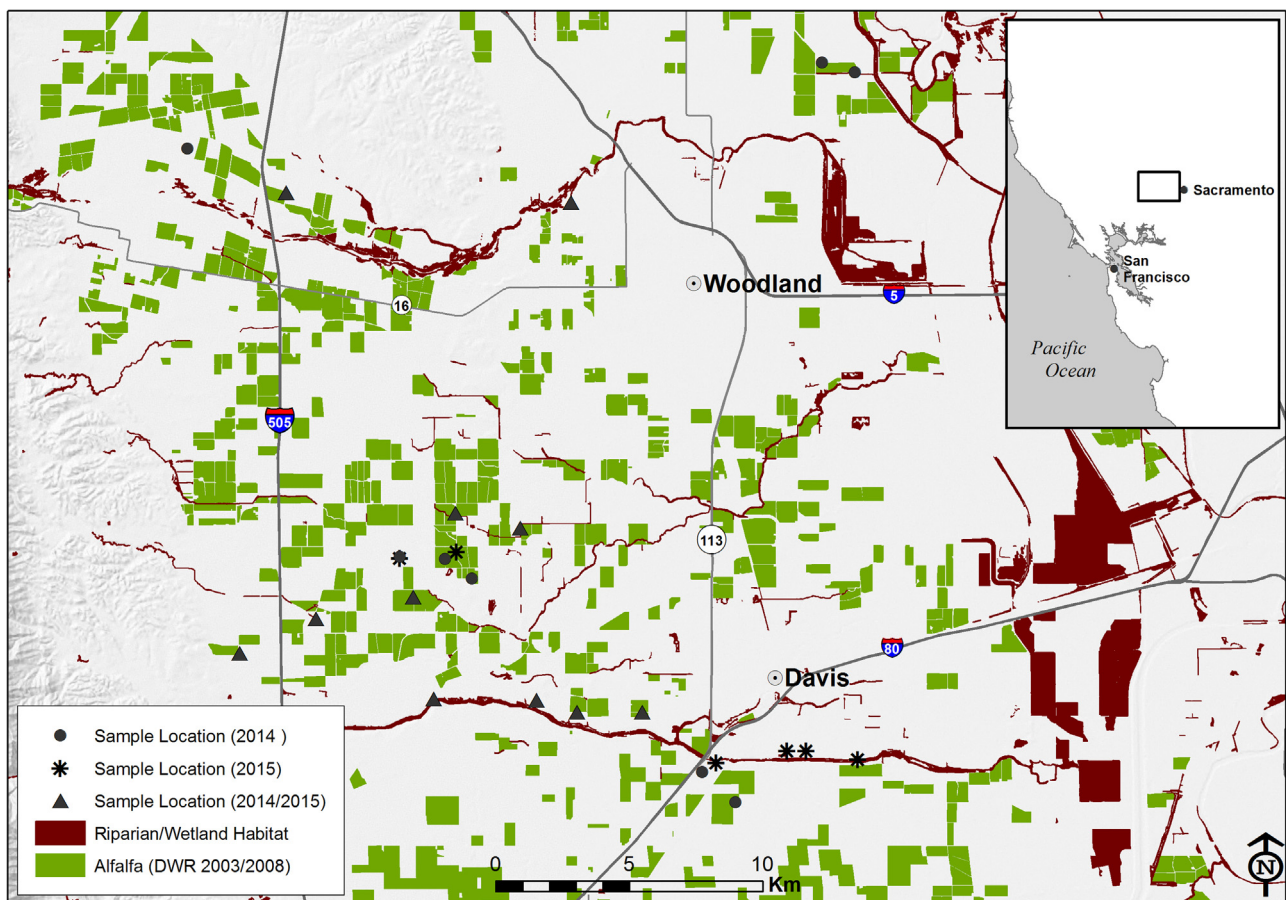 Sacramento
San
Francisco
Pacific
Ocean
Woodland
5
16
505
113
80
Davis
Sample Location (2014 )
Sample Location (2015)
Sample Location (2014/2015)
Riparian/Wetland Habitat
Alfalfa (DWR 2003/2008)
0 5 10
Km
N